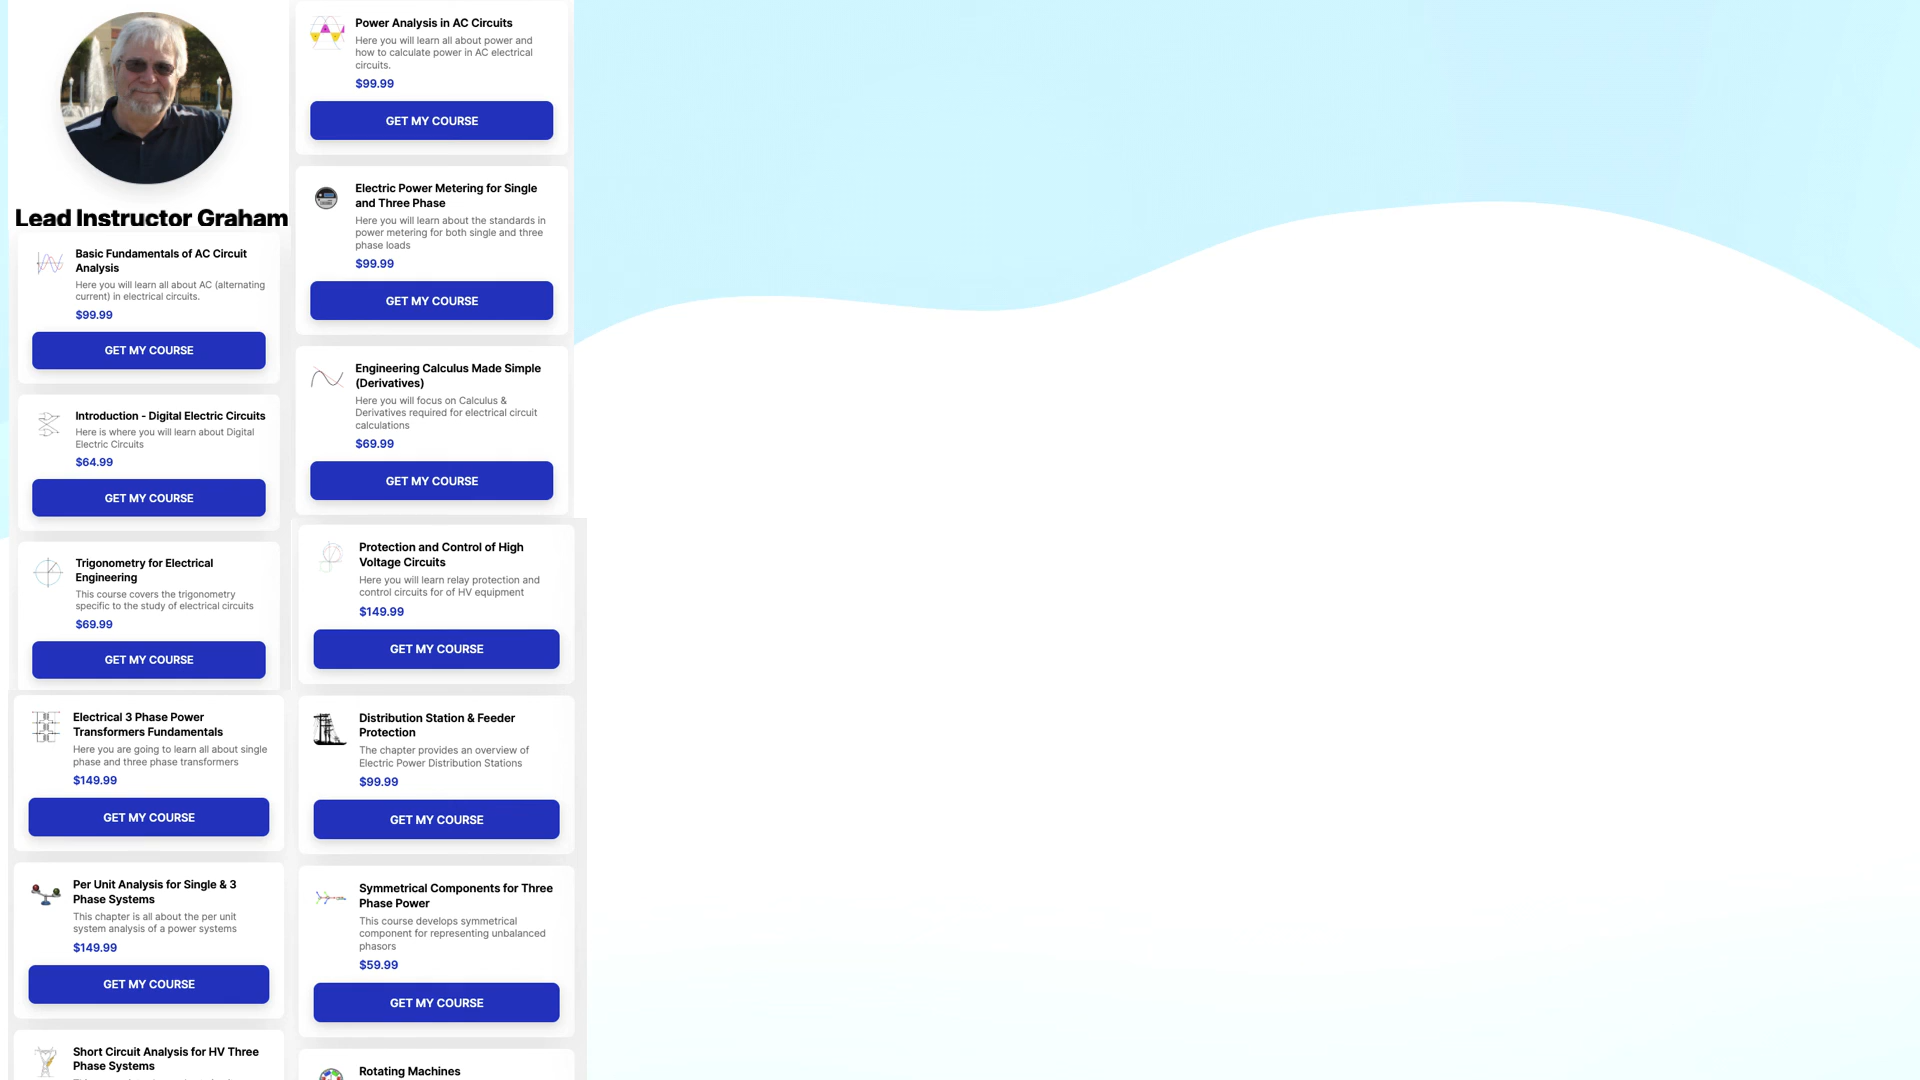 Lead Instructor Graham
Basic Fundamentals of AC Circuit
Analysis
Here you will learn all about AC (alternating
current) in electrical circuits.
$99.99
GET MY COURSE
Introduction - Digital Electric Circuits
Here is where you will learn about Digital
Electric Circuits
$64.99
GET MY COURSE
Trigonometry for Electrical
Engineering
This course covers the trigonometry
specific to the study of electrical circuits
$69.99
GET MY COURSE
Electrical 3 Phase Power
Transformers Fundamentals
Here you are going to learn all about single
phase and three phase transformers
$149.99
GET MY COURSE
Per Unit Analysis for Single & 3
Phase Systems
This chapter is all about the per unit
system analysis of a power systems
$149.99
GET MY COURSE
Short Circuit Analysis for HV Three
Phase Systems
Power Analysis in AC Circuits
Here you will learn all about power and
how to calculate power in AC electrical
circuits.
$99.99
GET MY COURSE
Electric Power Metering for Single
and Three Phase
Here you will learn about the standards in
power metering for both single and three
phase loads
$99.99
GET MY COURSE
Engineering Calculus Made Simple
(Derivatives)
Here you will focus on Calculus &
Derivatives required for electrical circuit
calculations
$69.99
GET MY COURSE
Protection and Control of High
Voltage Circuits
Here you will learn relay protection and
control circuits for of HV equipment
$149.99
GET MY COURSE
Distribution Station & Feeder
Protection
The chapter provides an overview of
Electric Power Distribution Stations
$99.99
GET MY COURSE
Symmetrical Components for Three
Phase Power
This course develops symmetrical
component for representing unbalanced
phasors
$59.99
GET MY COURSE
Rotating Machines